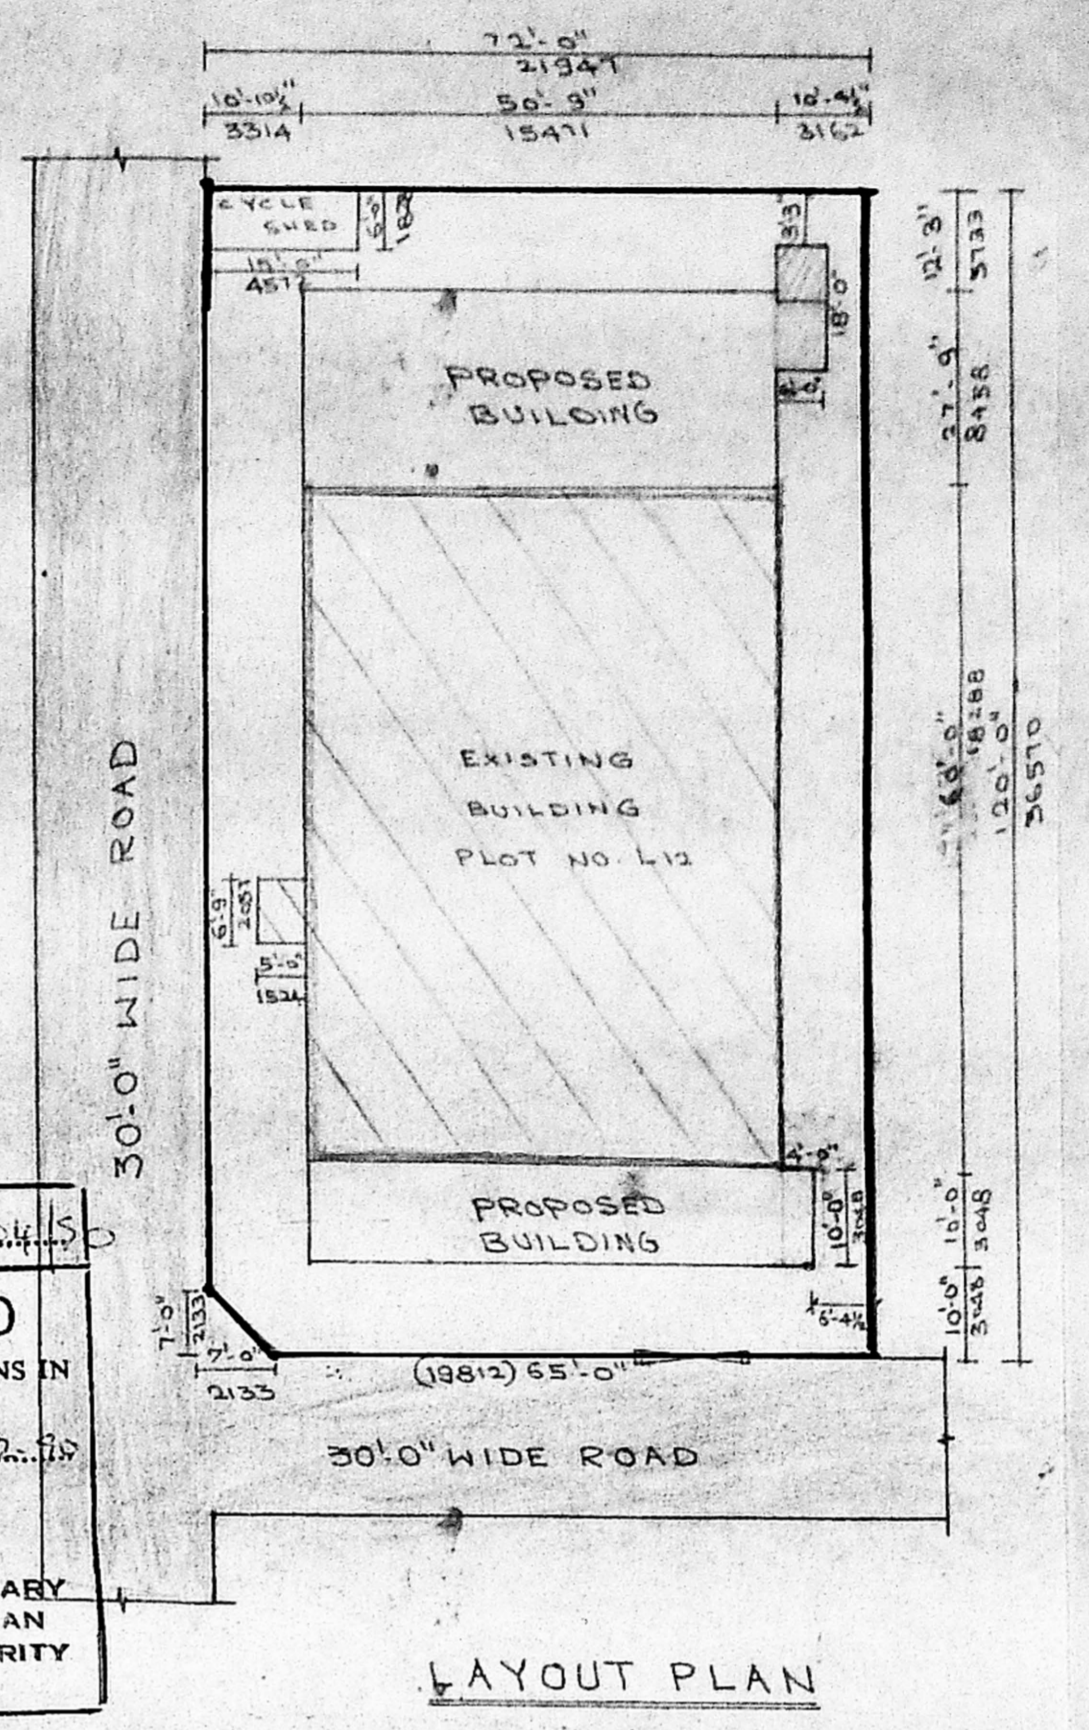 72'-0"
21947
10'-10½" 50'-9" 10'-4½"
3314 15471 3162
CYCLE
SHED
6'-0"
15'-0"
4572
3'3"
18'-0"
12'-3"
3733
27'-9"
8458
PROPOSED
BUILDING
EXISTING
BUILDING
PLOT NO. L12
60'-0"
18288
120'-0"
36570
6'-9"
2057
5'-0"
1524
30'-0" WIDE ROAD
4'-0"
PROPOSED
BUILDING
10'-0"
3048
10'-0"
3048
10'-0"
3048
6'-4½
7'-0"
2133
7'-0"
2133
(19812) 65'-0"
30'-0" WIDE ROAD
NS IN
ARY
AN
RITY
LAYOUT PLAN